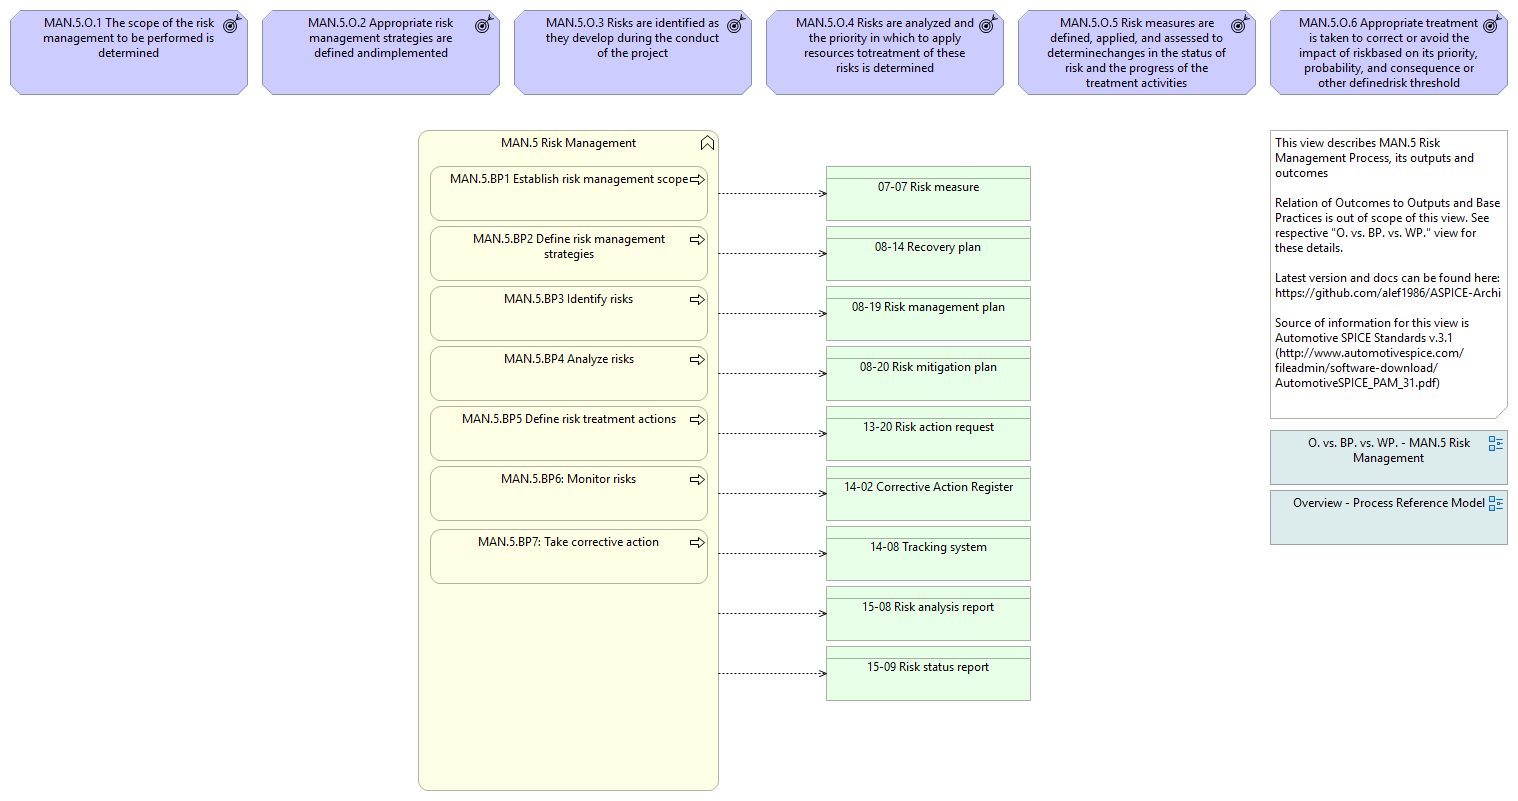 MAN.5.O.1 The scope of the risk
management to be performed is
determined
MAN.5.O.2 Appropriate risk
management strategies are
defined andimplemented
MAN.5.O.3 Risks are identified as
they develop during the conduct
of the project
MAN.5.O.4 Risks are analyzed and
the priority in which to apply
resources totreatment of these
risks is determined
MAN.5.O.5 Risk measures are
defined, applied, and assessed to
determinechanges in the status of
risk and the progress of the
treatment activities
MAN.5.O.6 Appropriate treatment
is taken to correct or avoid the
impact of riskbased on its priority,
probability, and consequence or
other definedrisk threshold
MAN.5 Risk Management
MAN.5.BP1 Establish risk management scope
MAN.5.BP2 Define risk management
strategies
MAN.5.BP3 Identify risks
MAN.5.BP4 Analyze risks
MAN.5.BP5 Define risk treatment actions
MAN.5.BP6: Monitor risks
MAN.5.BP7: Take corrective action
07-07 Risk measure
08-14 Recovery plan
08-19 Risk management plan
08-20 Risk mitigation plan
13-20 Risk action request
14-02 Corrective Action Register
14-08 Tracking system
15-08 Risk analysis report
15-09 Risk status report
This view describes MAN.5 Risk
Management Process, its outputs and
outcomes
Relation of Outcomes to Outputs and Base
Practices is out of scope of this view. See
respective "O. vs. BP. vs. WP." view for
these details.
Latest version and docs can be found here:
https://github.com/alef1986/ASPICE-Archi
Source of information for this view is
Automotive SPICE Standards v.3.1
(http://www.automotivespice.com/
fileadmin/software-download/
AutomotiveSPICE_PAM_31.pdf)
O. vs. BP. vs. WP. - MAN.5 Risk
Management
Overview - Process Reference Model